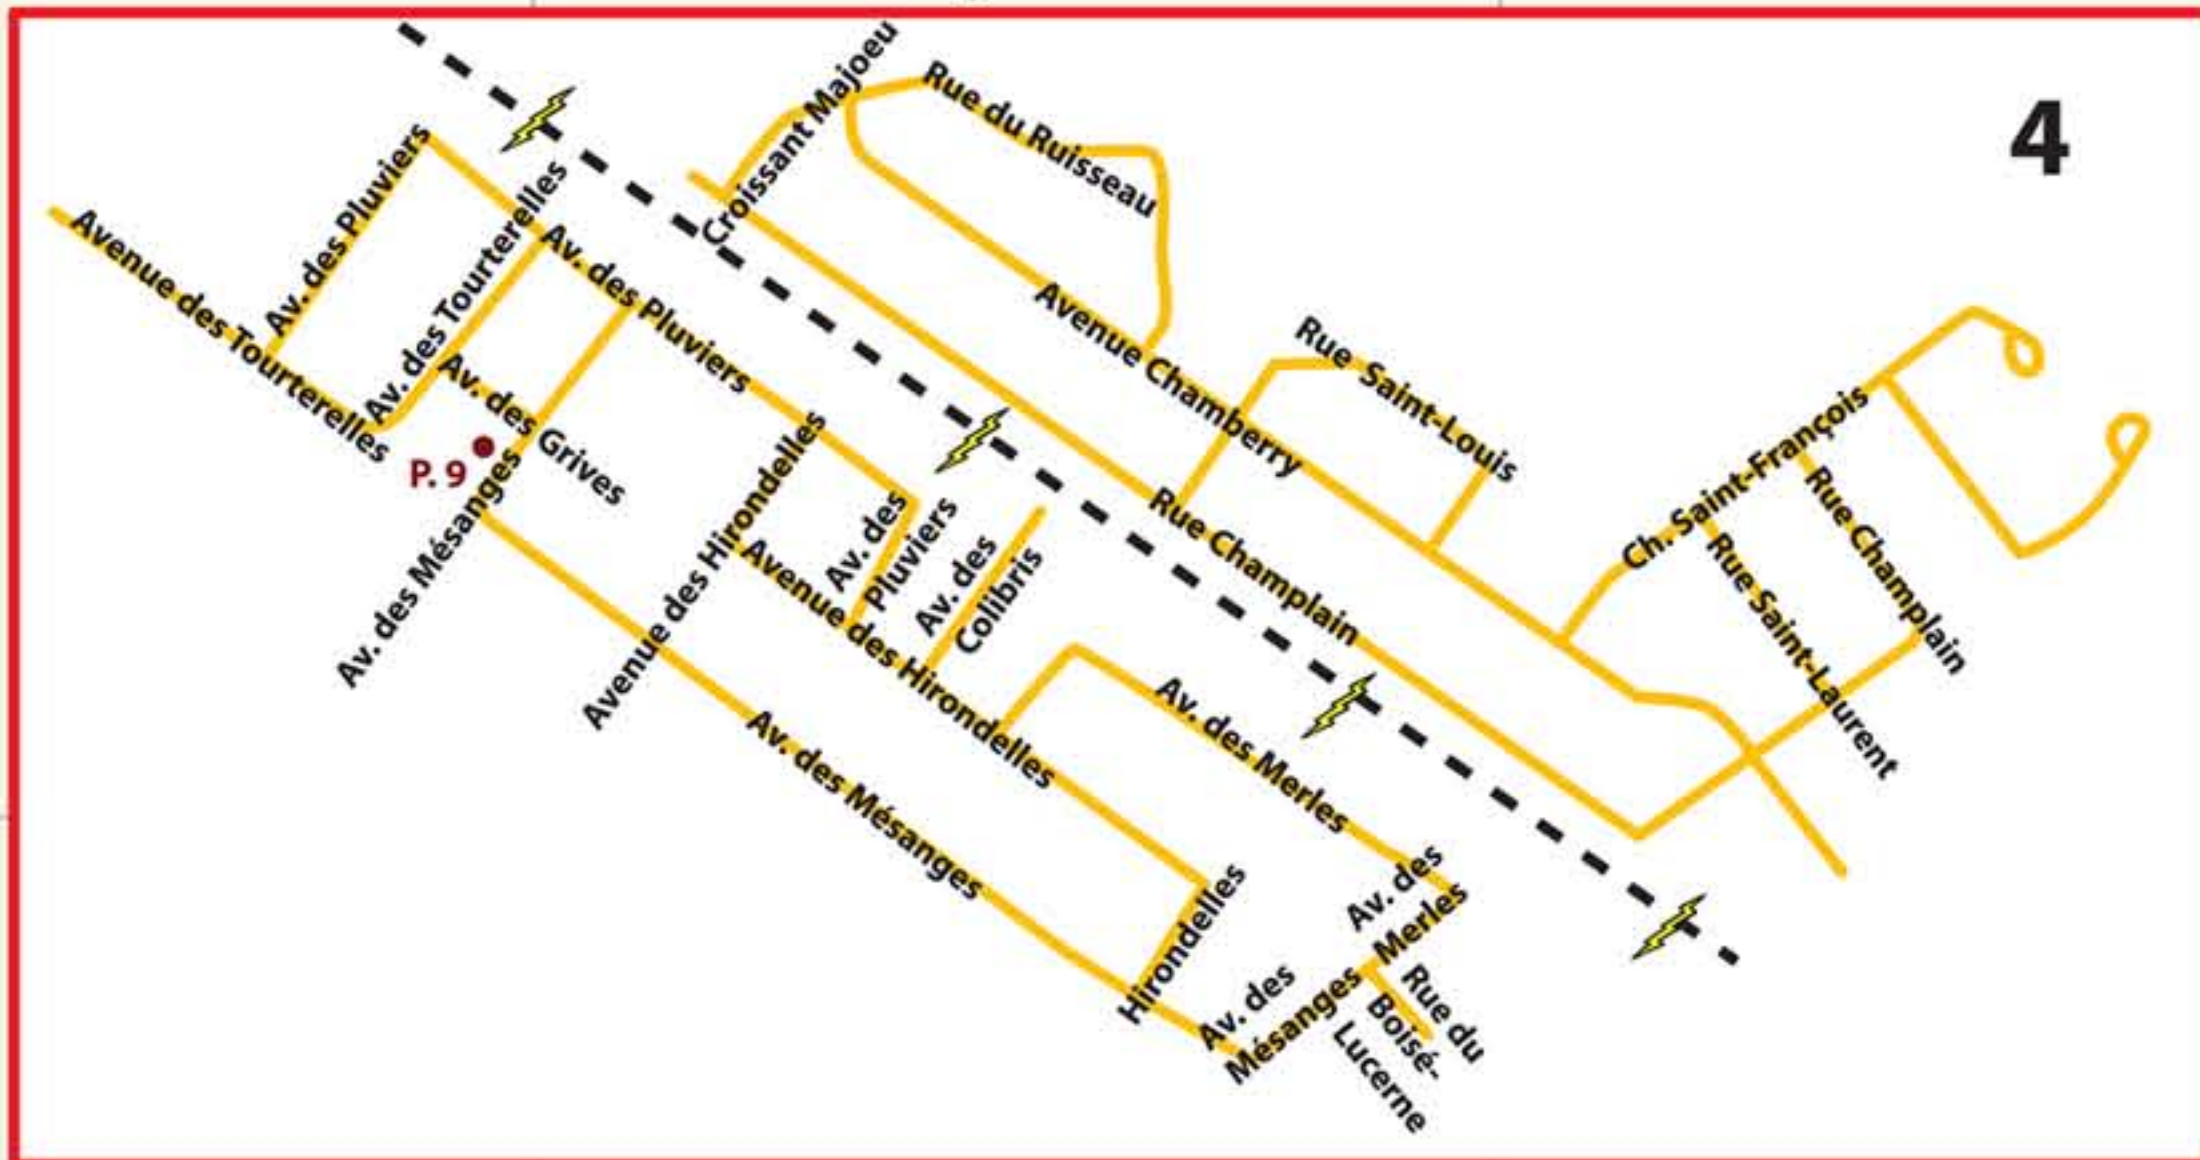 4
Croissant Majoeu
Rue du Ruisseau
Av. des Pluviers
Av. des Tourterelles
Avenue des Tourterelles
Av. des Pluviers
Avenue Chamberry
Rue Saint-Louis
Av. des Grives
P. 9
Av. des Mésanges
Avenue des Hirondelles
Av. des
Pluviers
Av. des
Colibris
Rue Champlain
Ch. Saint-François
Rue Champlain
Rue Saint-Laurent
Avenue des Hirondelles
Av. des Merles
Av. des Mésanges
Hirondelles
Av. des
Merles
Av. des
Mésanges
Rue du
Boisé-
Lucerne